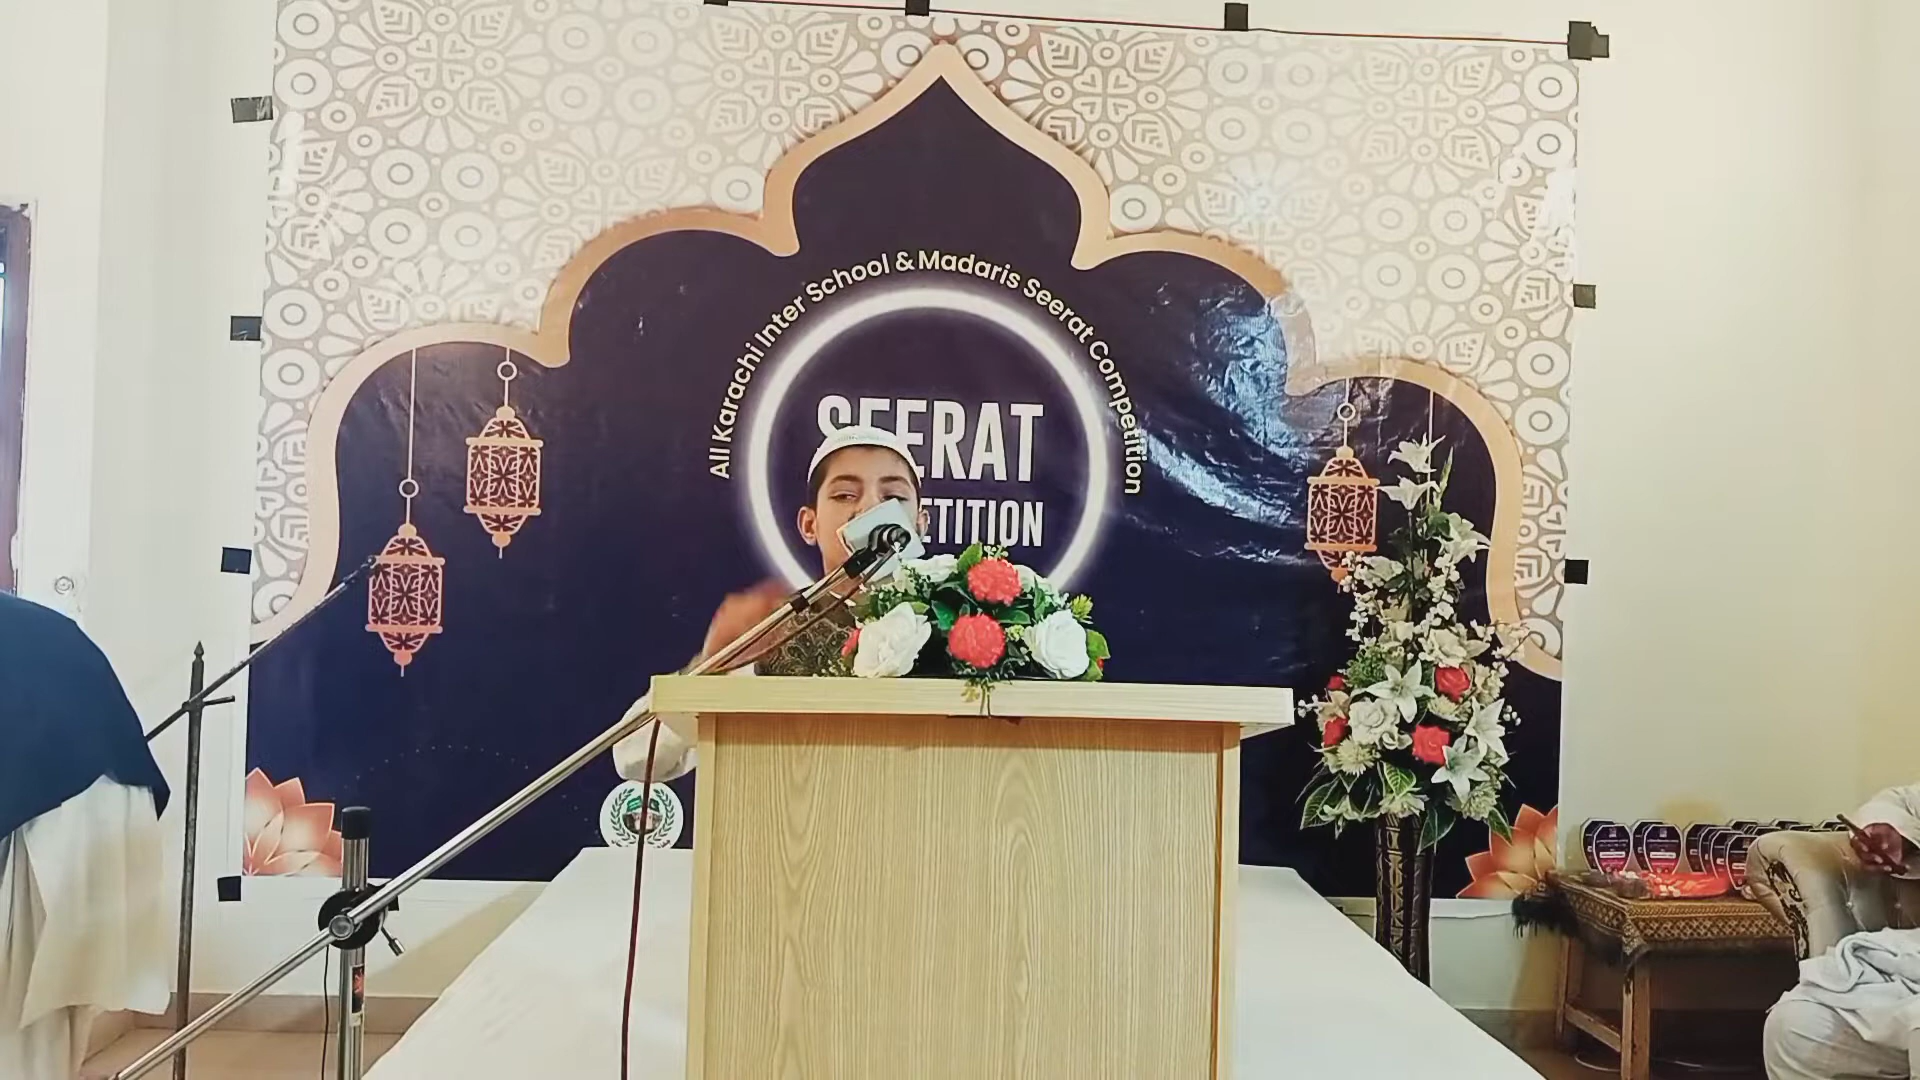 All Karachi Inter School & Madaris Seerat Competition
SEERAT
ETITION